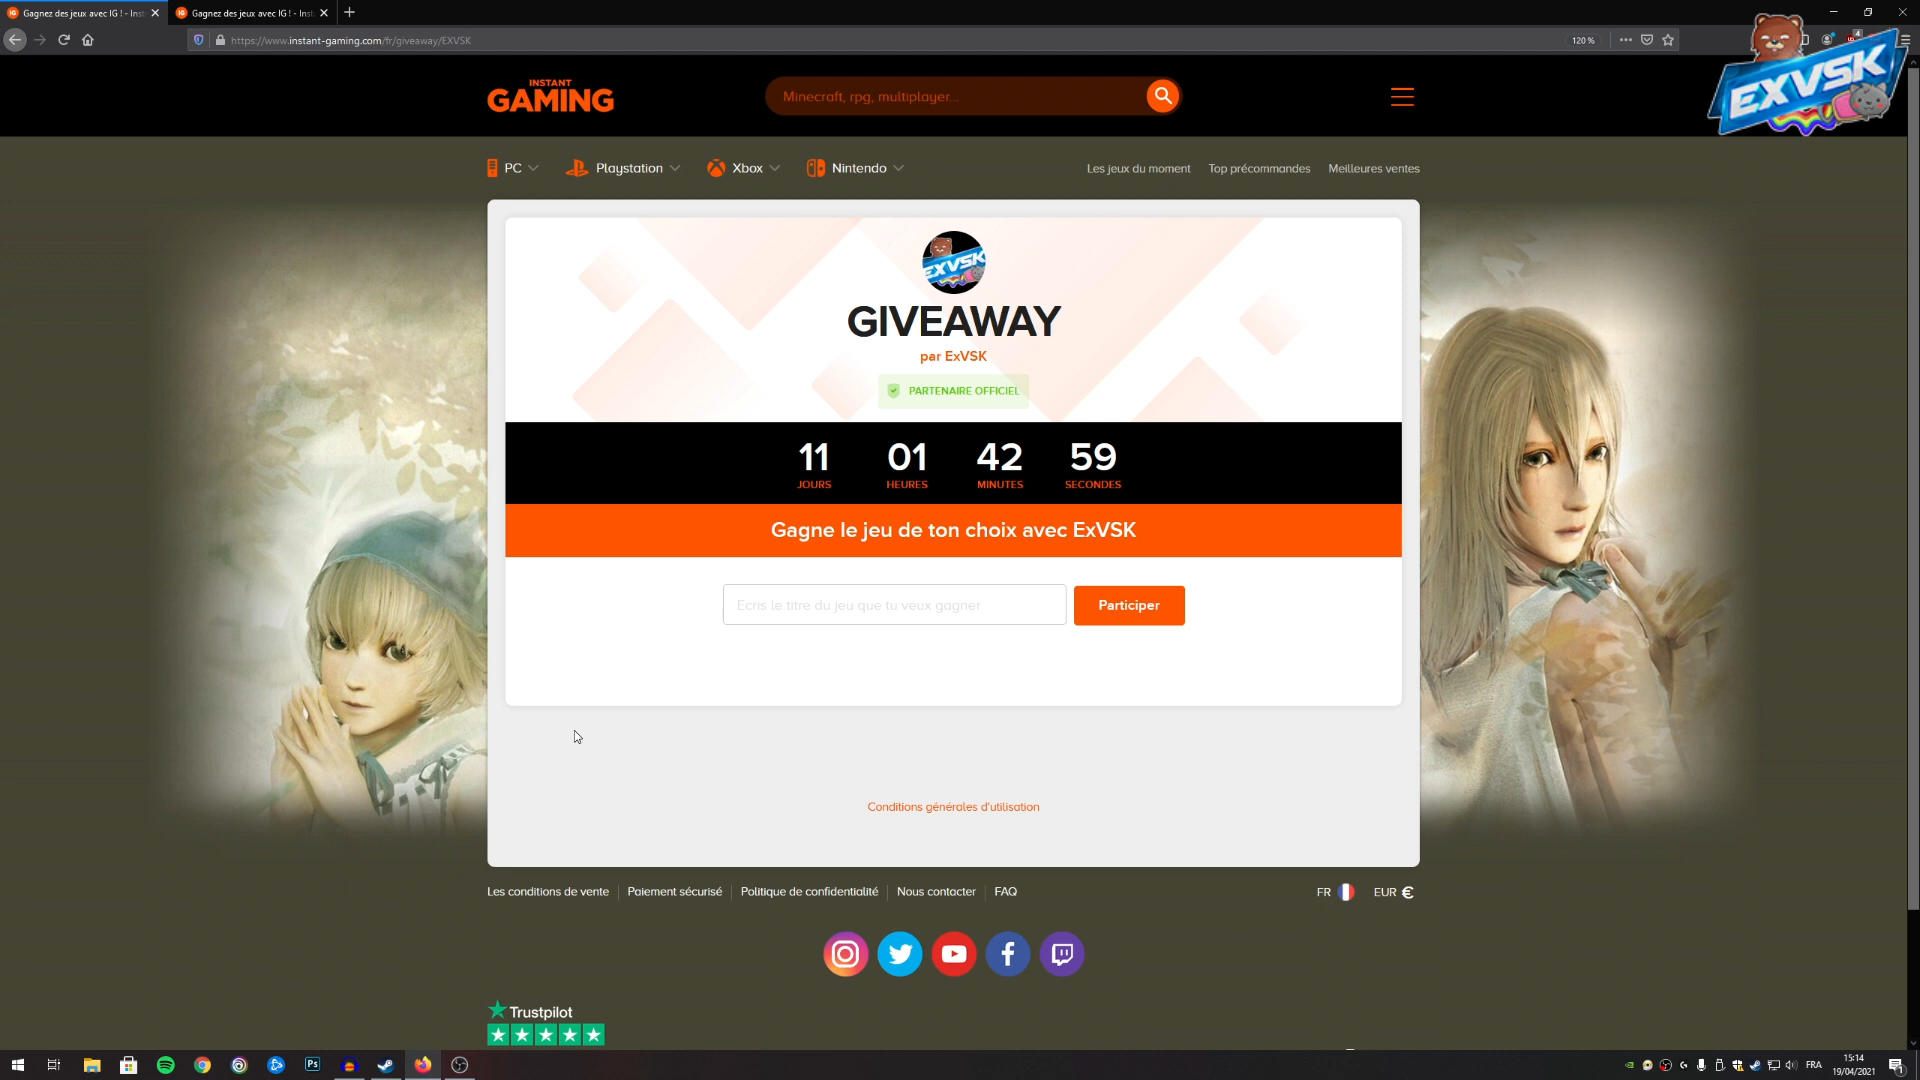 Gagnez des jeux avec IG ! - Inst
Gagnez des jeux avec IG ! - Inst
https://www.instant-gaming.com/fr/giveaway/EXVSK
120 %
4
EXVSK
INSTANT
GAMING
Minecraft, rpg, multiplayer...
PC
Playstation
Xbox
Nintendo
Les jeux du moment
Top précommandes
Meilleures ventes
EXVSK
GIVEAWAY
par ExVSK
PARTENAIRE OFFICIEL
11 01 42 59
JOURS HEURES MINUTES SECONDES
Gagne le jeu de ton choix avec ExVSK
Ecris le titre du jeu que tu veux gagner
Participer
Conditions générales d'utilisation
Les conditions de vente
Paiement sécurisé
Politique de confidentialité
Nous contacter
FAQ
FR
EUR €
Trustpilot
Ps
FRA
15:14
19/04/2021